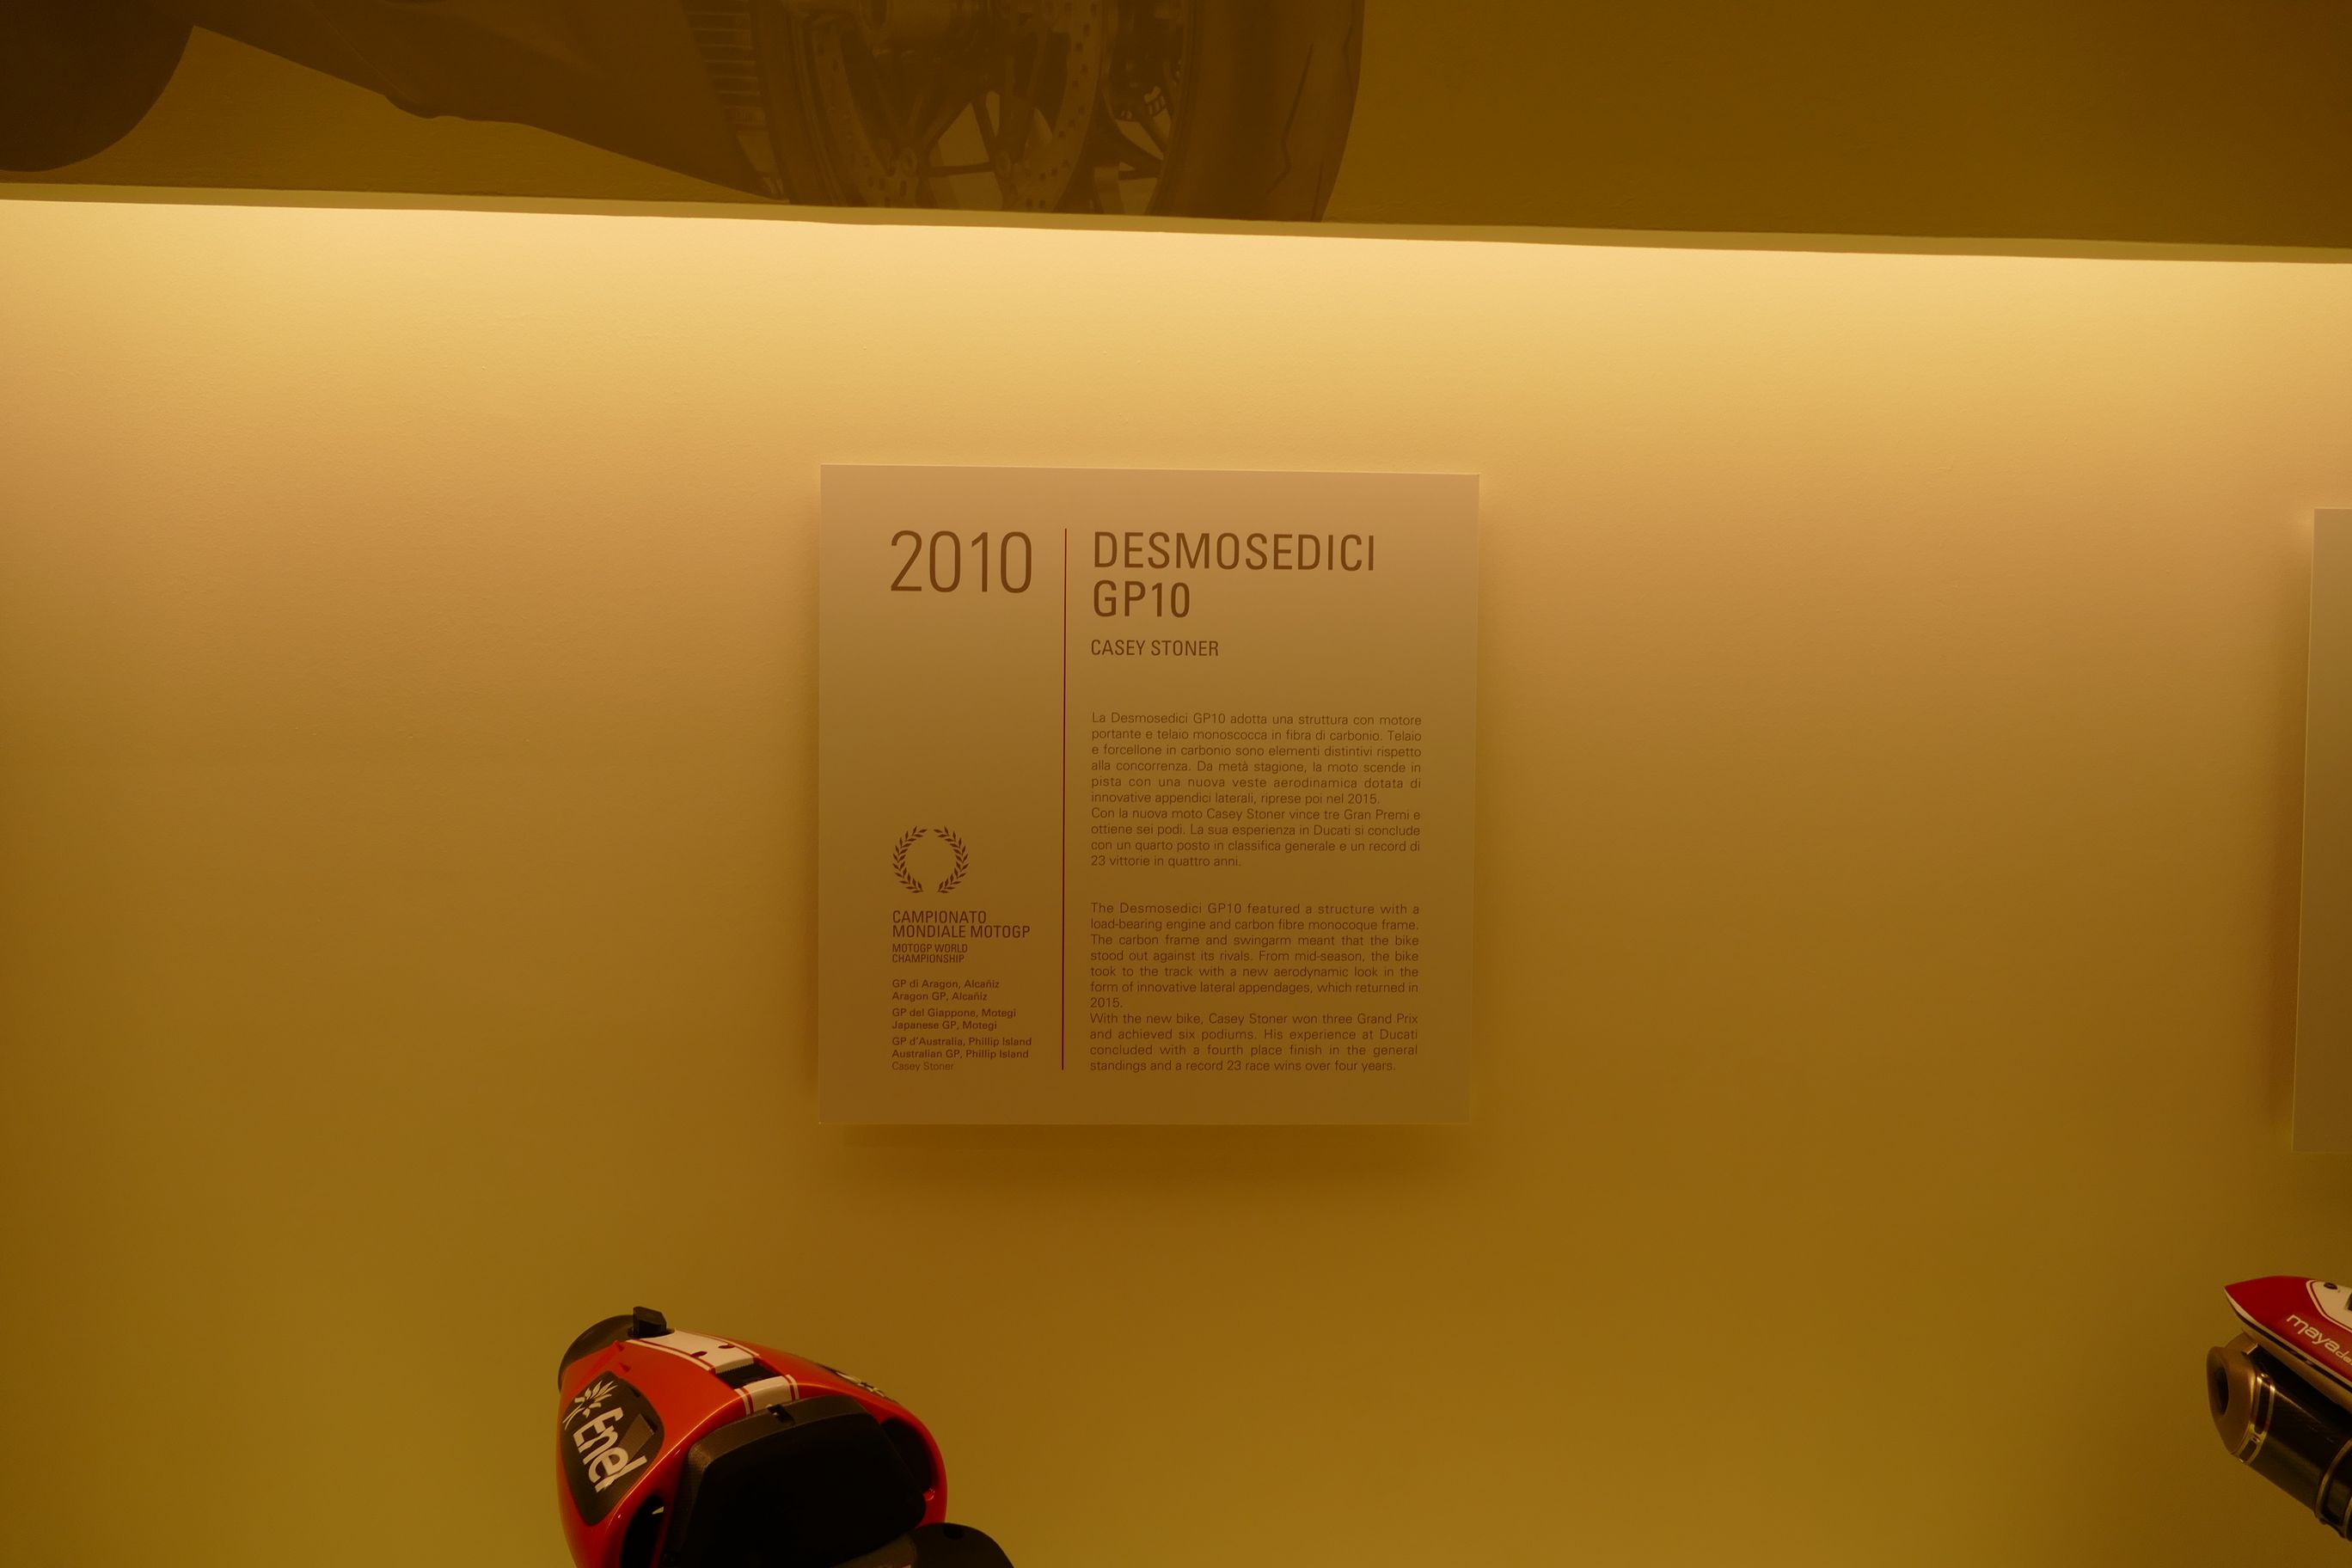 2010
CAMPIONATO
MONDIALE MOTOGP
MOTOGP WORLD
CHAMPIONSHIP
GP di Aragon, Alcañiz
Aragon GP, Alcañiz
GP del Giappone, Motegi
Japanese GP, Motegi
GP d'Australia, Phillip Island
Australian GP, Phillip Island
Casey Stoner
DESMOSEDICI
GP10
CASEY STONER
La Desmosedici GP10 adotta una struttura con motore
portante e telaio monoscocca in fibra di carbonio. Telaio
e forcellone in carbonio sono elementi distintivi rispetto
alla concorrenza. Da metà stagione, la moto scende in
pista con una nuova veste aerodinamica dotata di
innovative appendici laterali, riprese poi nel 2015.
Con la nuova moto Casey Stoner vince tre Gran Premi e
ottiene sei podi. La sua esperienza in Ducati si conclude
con un quarto posto in classifica generale e un record di
23 vittorie in quattro anni.
The Desmosedici GP10 featured a structure with a
load-bearing engine and carbon fibre monocoque frame.
The carbon frame and swingarm meant that the bike
stood out against its rivals. From mid-season, the bike
took to the track with a new aerodynamic look in the
form of innovative lateral appendages, which returned in
2015.
With the new bike, Casey Stoner won three Grand Prix
and achieved six podiums. His experience at Ducati
concluded with a fourth place finish in the general
standings and a record 23 race wins over four years.
Enel
maya